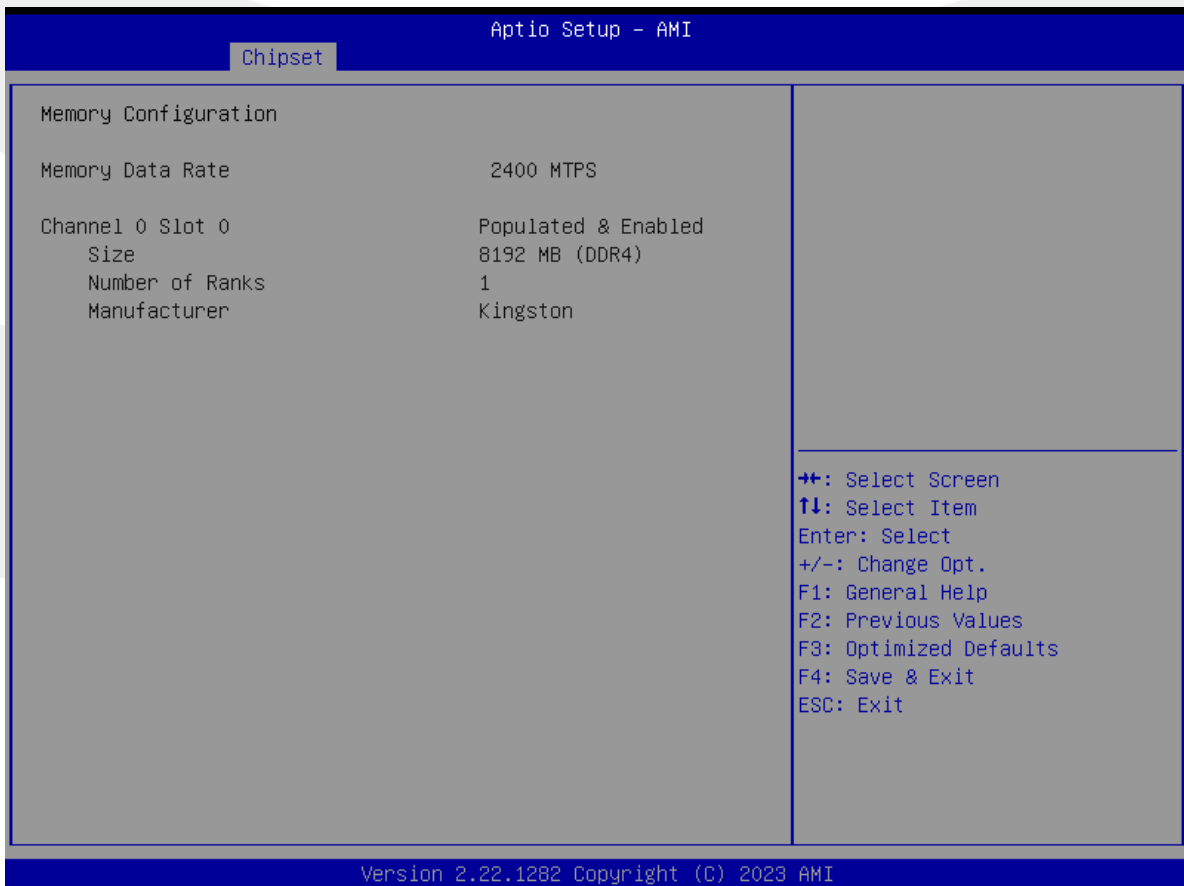 Aptio Setup – AMI
Chipset
Memory Configuration
Memory Data Rate 2400 MTPS
Channel 0 Slot 0 Populated & Enabled
Size 8192 MB (DDR4)
Number of Ranks 1
Manufacturer Kingston
→←: Select Screen
↑↓: Select Item
Enter: Select
+/-: Change Opt.
F1: General Help
F2: Previous Values
F3: Optimized Defaults
F4: Save & Exit
ESC: Exit
Version 2.22.1282 Copyright (C) 2023 AMI